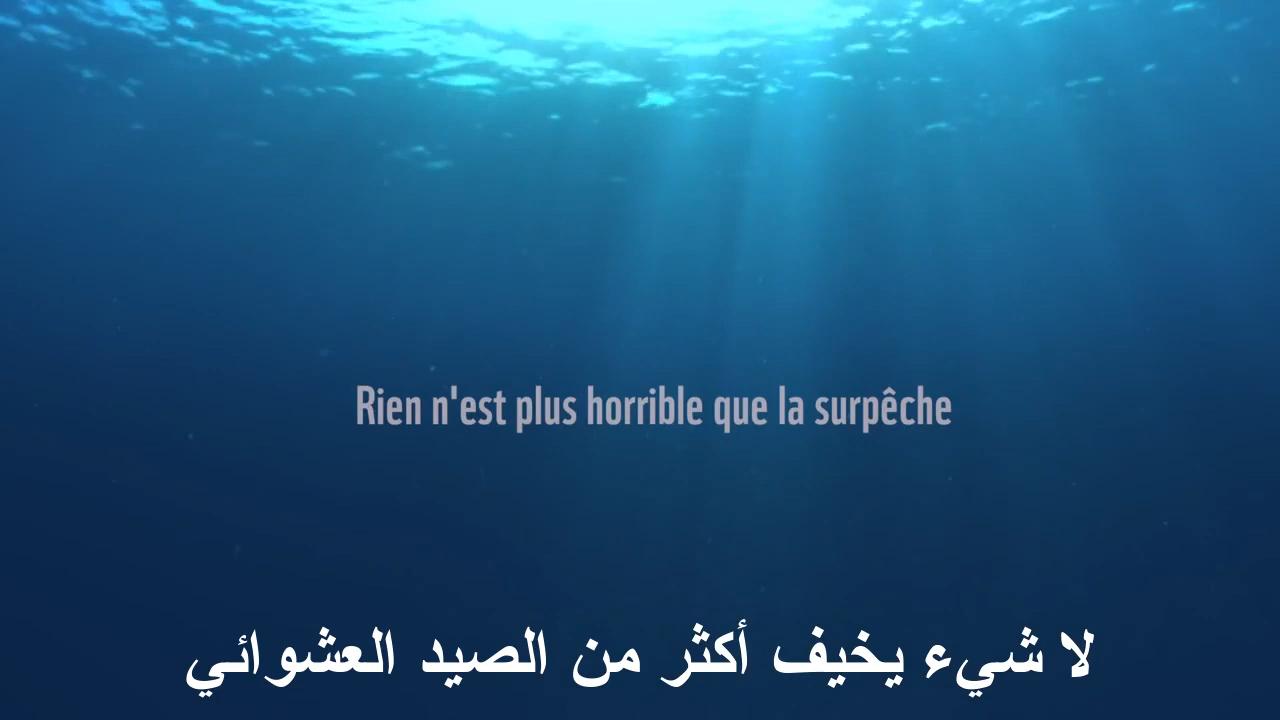 Rien n'est plus horrible que la surpêche
لا شيء يخيف أكثر من الصيد العشوائي